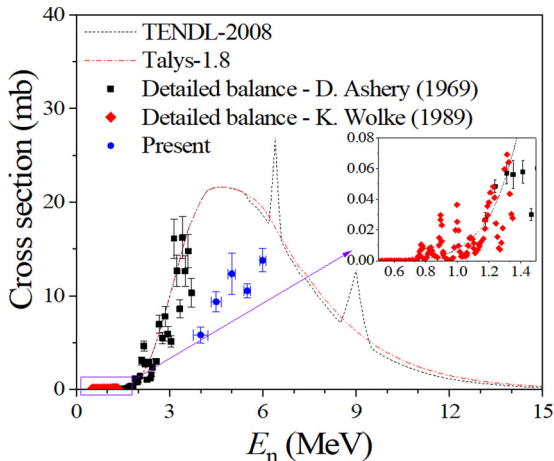 40
30
20
10
0
Cross section (mb)
TENDL-2008
Talys-1.8
Detailed balance - D. Ashery (1969)
Detailed balance - K. Wolke (1989)
Present
0.08
0.06
0.04
0.02
0.00
0.6 0.8 1.0 1.2 1.4
0 3 6 9 12 15
En (MeV)